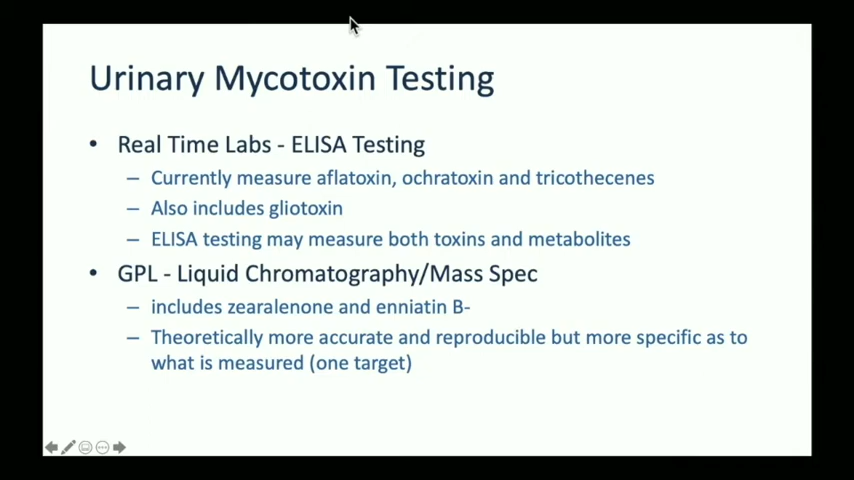 Urinary Mycotoxin Testing
• Real Time Labs - ELISA Testing
– Currently measure aflatoxin, ochratoxin and tricothecenes
– Also includes gliotoxin
– ELISA testing may measure both toxins and metabolites
• GPL - Liquid Chromatography/Mass Spec
– includes zearalenone and enniatin B-
– Theoretically more accurate and reproducible but more specific as to
what is measured (one target)